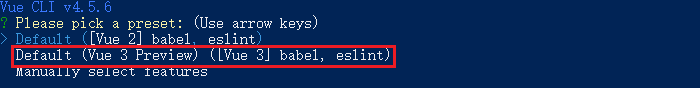 Vue CLI v4.5.6
? Please pick a preset: (Use arrow keys)
> Default ([Vue 2] babel, eslint)
Default (Vue 3 Preview) ([Vue 3] babel, eslint)
Manually select features